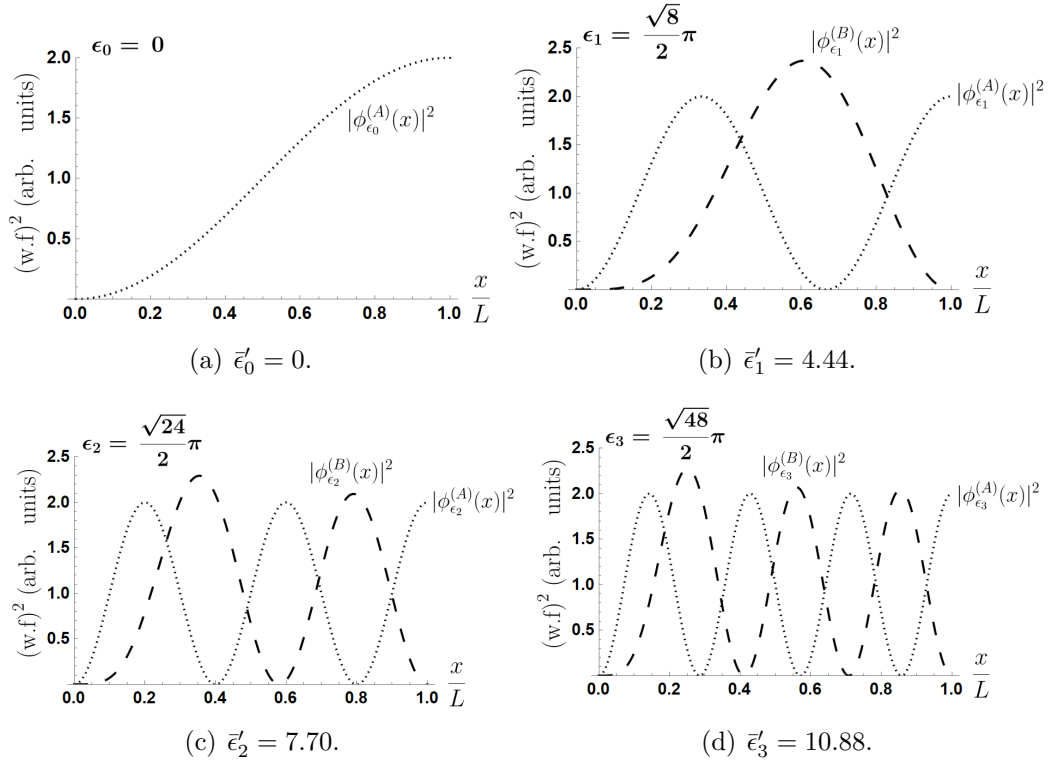 ϵ₀ = 0
(w.f)² (arb. units)
2.0
1.5
1.0
0.5
0.0 0.2 0.4 0.6 0.8 1.0
|ϕ_{ϵ₀}^{(A)}(x)|²
x/L
(a) ϵ̄′₀ = 0.
ϵ₁ = √8/2 π
(w.f)² (arb. units)
2.5
2.0
1.5
1.0
0.5
0.0 0.2 0.4 0.6 0.8 1.0
|ϕ_{ϵ₁}^{(B)}(x)|²
|ϕ_{ϵ₁}^{(A)}(x)|²
x/L
(b) ϵ̄′₁ = 4.44.
ϵ₂ = √24/2 π
(w.f)² (arb. units)
2.5
2.0
1.5
1.0
0.5
0.0 0.2 0.4 0.6 0.8 1.0
|ϕ_{ϵ₂}^{(B)}(x)|²
|ϕ_{ϵ₂}^{(A)}(x)|²
x/L
(c) ϵ̄′₂ = 7.70.
ϵ₃ = √48/2 π
(w.f)² (arb. units)
2.5
2.0
1.5
1.0
0.5
0.0 0.2 0.4 0.6 0.8 1.0
|ϕ_{ϵ₃}^{(B)}(x)|²
|ϕ_{ϵ₃}^{(A)}(x)|²
x/L
(d) ϵ̄′₃ = 10.88.